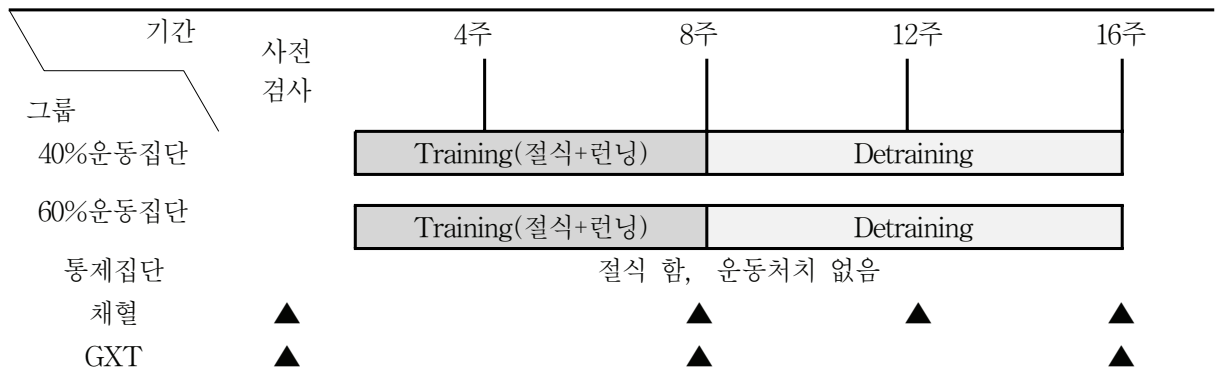 기간 사전 검사 4주 8주 12주 16주
그룹
40%운동집단 Training(절식+런닝) Detraining
60%운동집단 Training(절식+런닝) Detraining
통제집단 절식 함, 운동처치 없음
채혈 ▲ ▲ ▲ ▲
GXT ▲ ▲ ▲